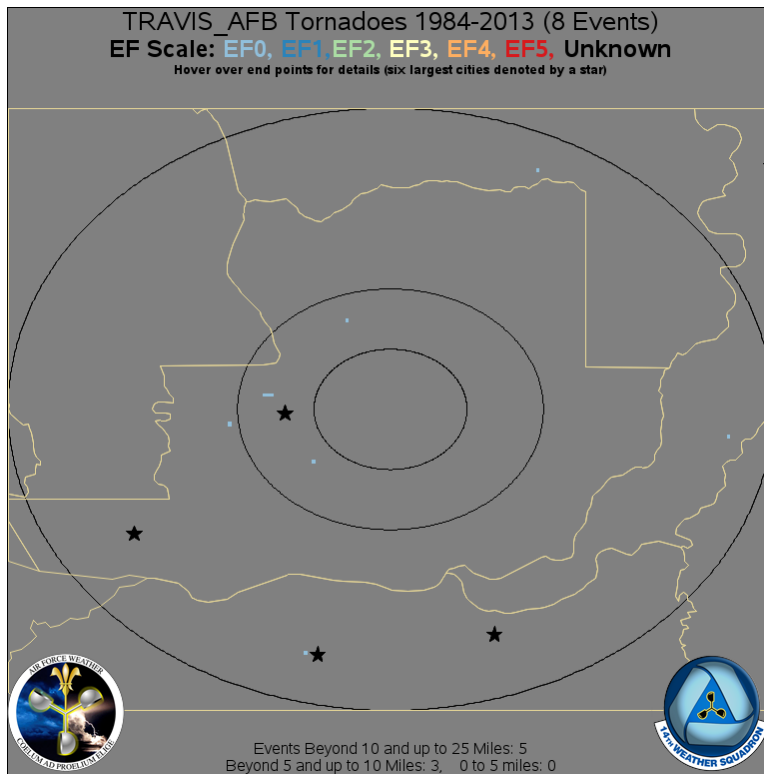 TRAVIS_AFB Tornadoes 1984-2013 (8 Events)
EF Scale: EF0, EF1,EF2, EF3, EF4, EF5, Unknown
Hover over end points for details (six largest cities denoted by a star)
AIR FORCE WEATHER
COELUM AD PROELIUM ELIGE
14TH WEATHER SQUADRON
Events Beyond 10 and up to 25 Miles: 5
Beyond 5 and up to 10 Miles: 3, 0 to 5 miles: 0